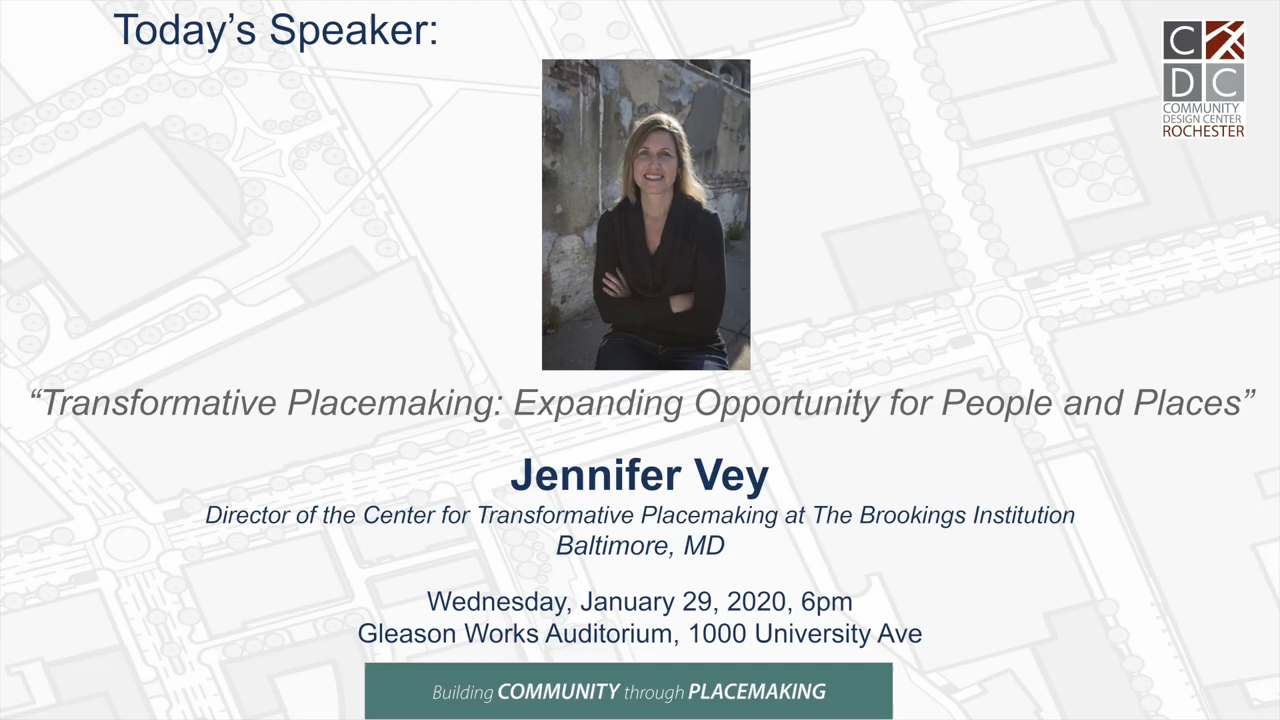 Today’s Speaker:
C
D C
COMMUNITY
DESIGN CENTER
ROCHESTER
“Transformative Placemaking: Expanding Opportunity for People and Places”
Jennifer Vey
Director of the Center for Transformative Placemaking at The Brookings Institution
Baltimore, MD
Wednesday, January 29, 2020, 6pm
Gleason Works Auditorium, 1000 University Ave
Building COMMUNITY through PLACEMAKING